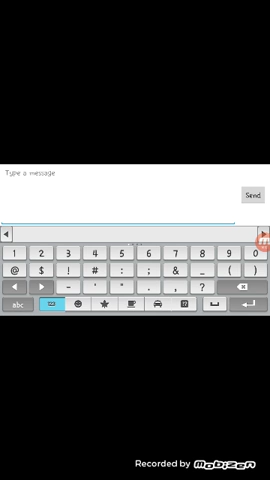 Type a message
Send
1 2 3 4 5 6 7 8 9 0
@ $ ! # : ; & _ ( )
- ' " . , ?
abc
Recorded by mobizen